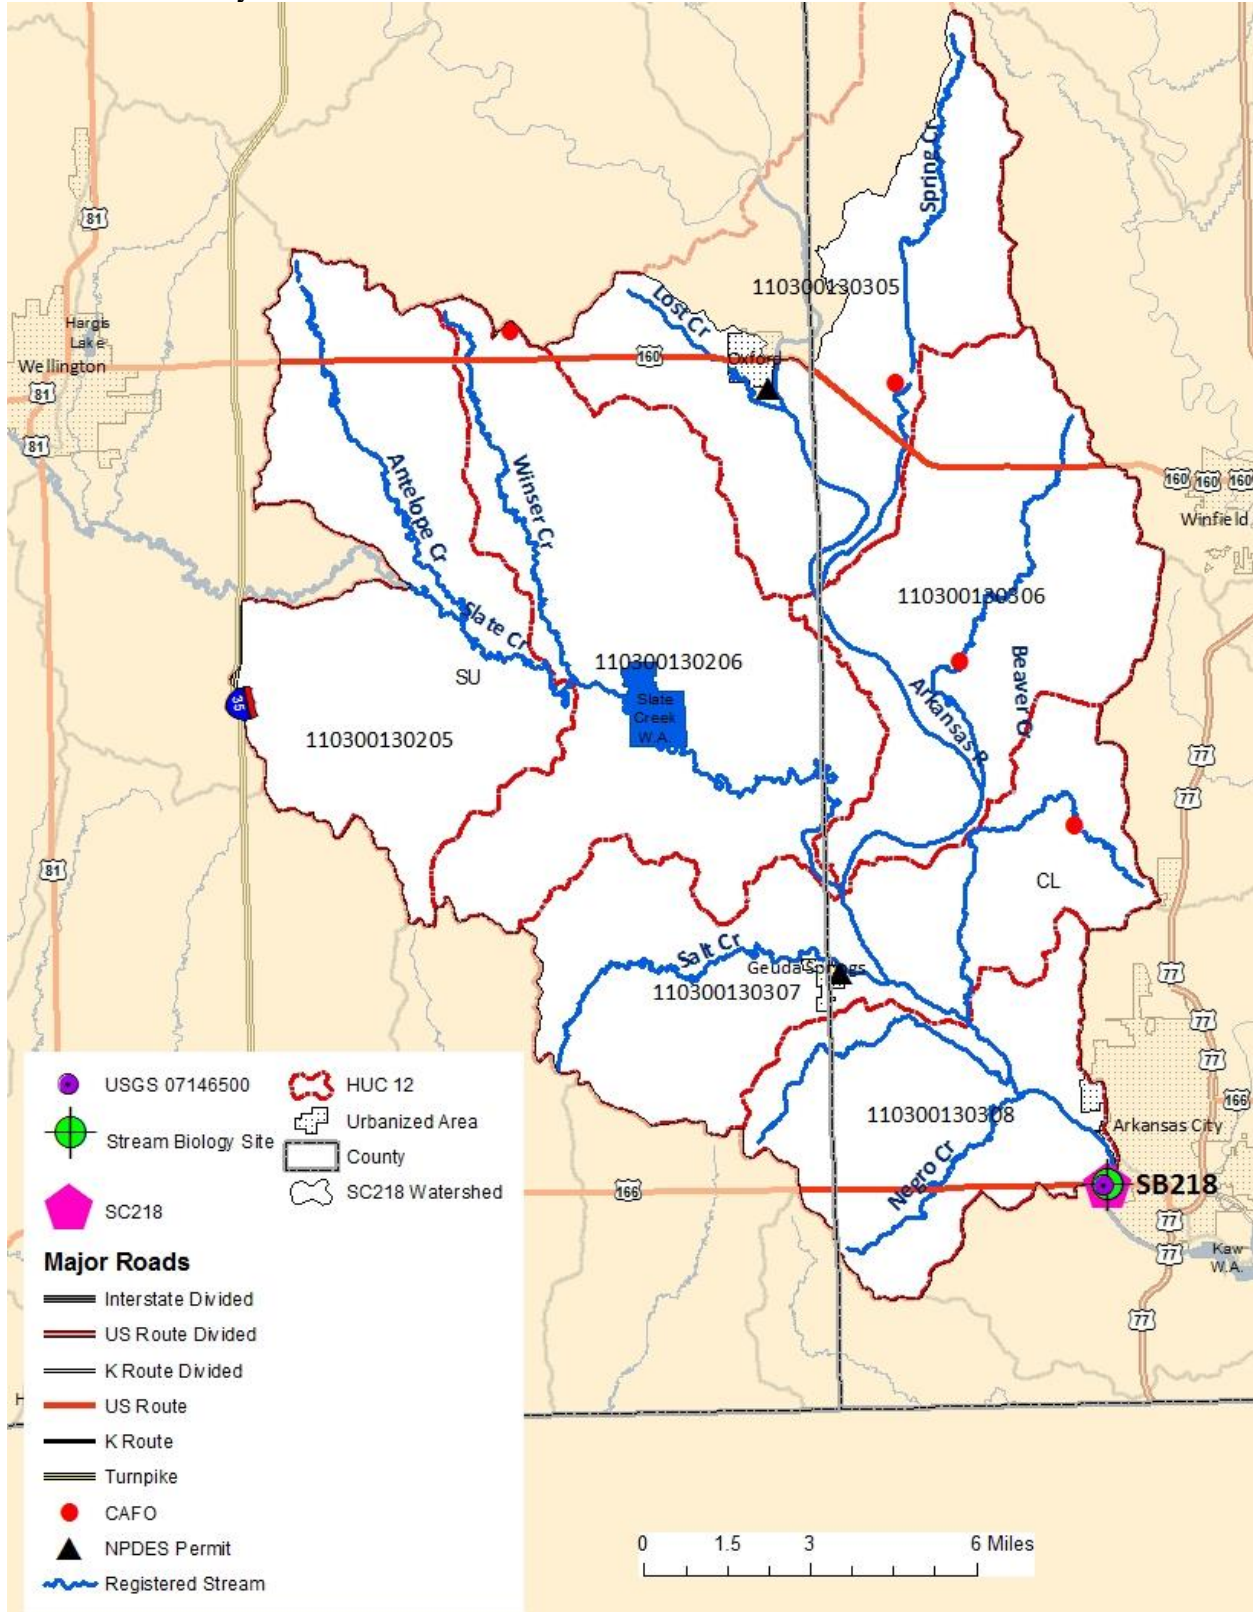 Spring Cr
81
110300130305
Lost Cr
Hargis
Lake
Wellington
160
Oxford
81
81
Antelope Cr
Winser Cr
160 160 160
Winfield
110300130306
Slate Cr
110300130206
SU
Beaver Cr
35
Slate
Creek
W.A.
Arkansas R
110300130205
77
77
81
CL
Salt Cr
Geuda Springs
77
110300130307
77
77
166
110300130308
Arkansas City
Negro Cr
166
SB218
77
77
Kaw
W.A.
77
H
USGS 07146500
HUC 12
Stream Biology Site
Urbanized Area
County
SC218
SC218 Watershed
Major Roads
Interstate Divided
US Route Divided
K Route Divided
US Route
K Route
Turnpike
CAFO
NPDES Permit
Registered Stream
0 1.5 3 6 Miles